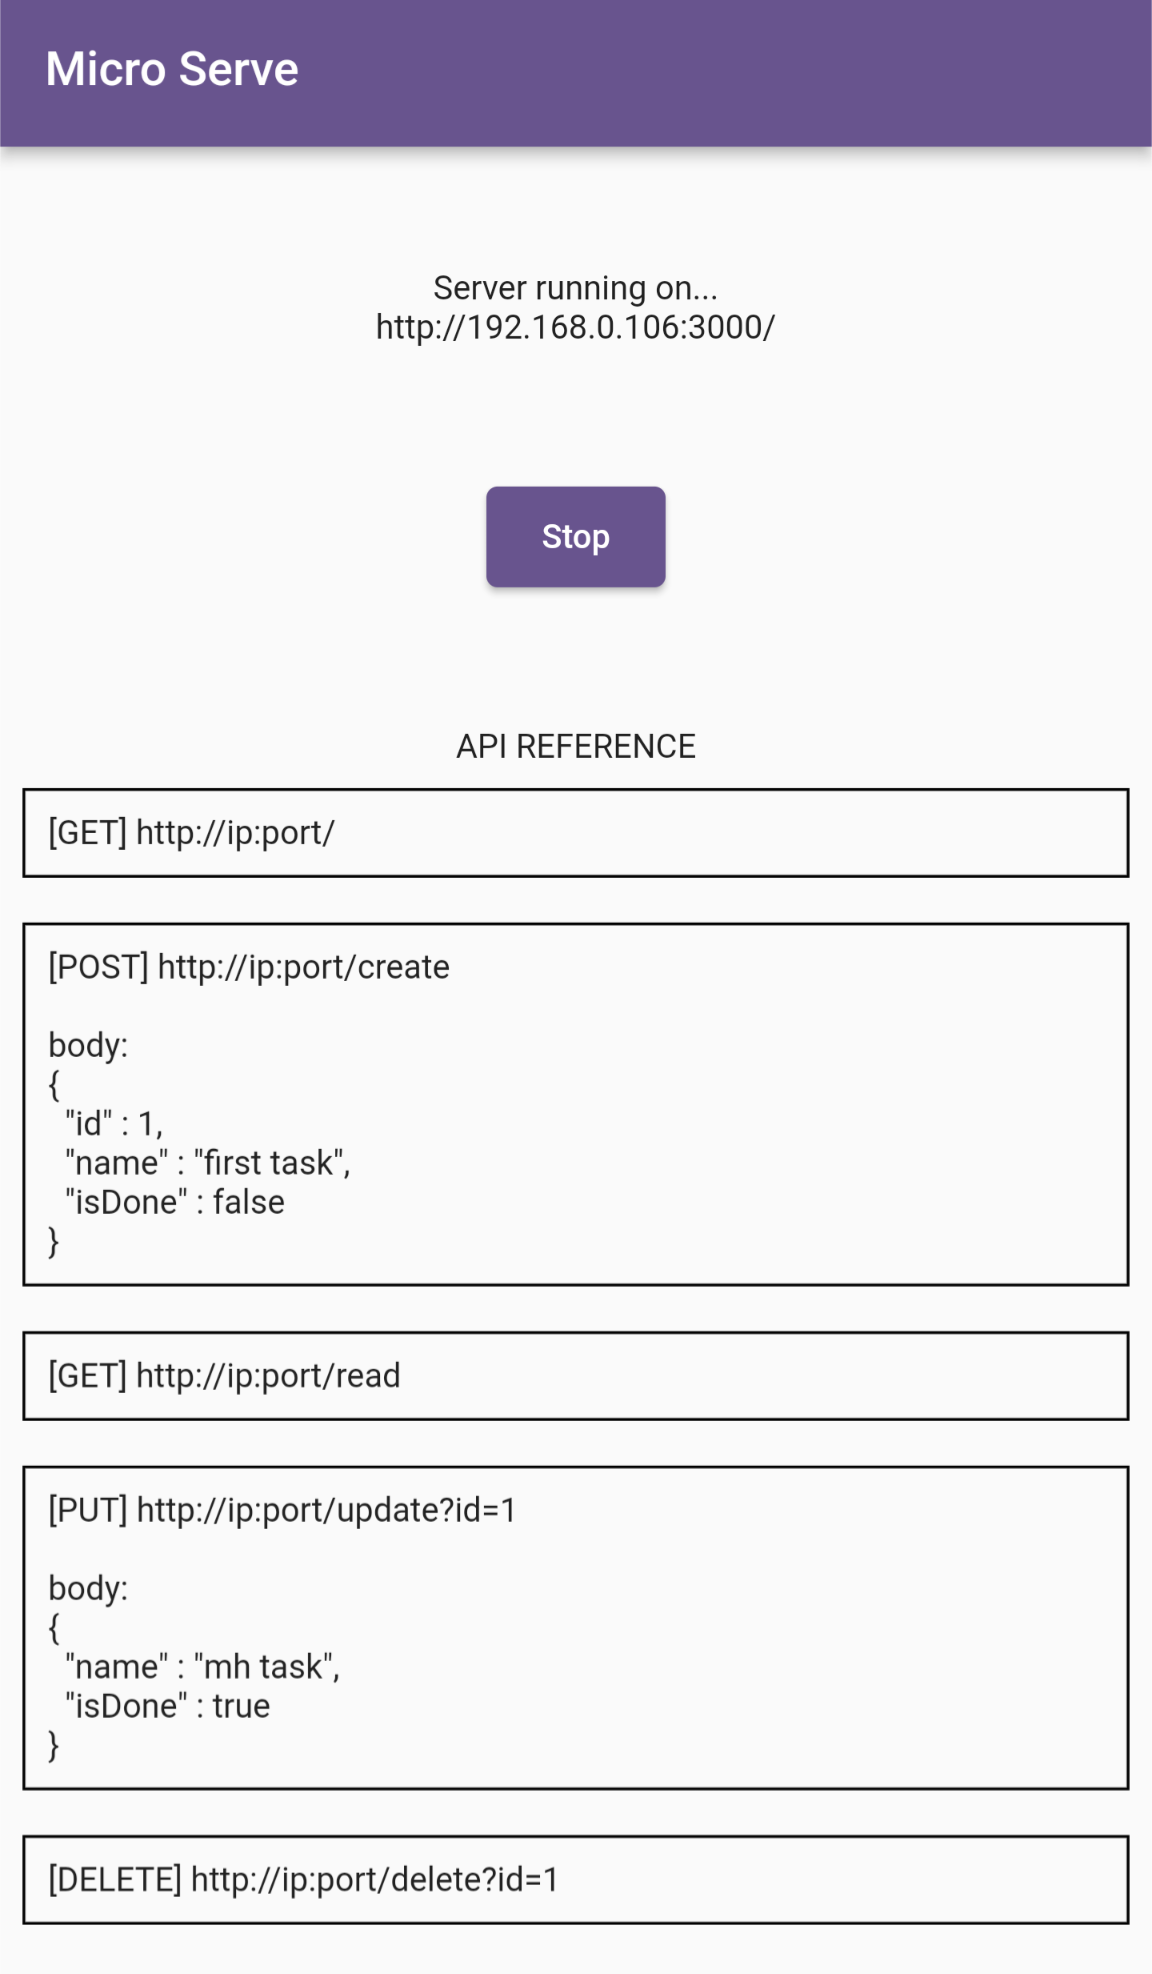 Micro Serve
Server running on...
http://192.168.0.106:3000/
Stop
API REFERENCE
[GET] http://ip:port/
[POST] http://ip:port/create
body:
{
"id" : 1,
"name" : "first task",
"isDone" : false
}
[GET] http://ip:port/read
[PUT] http://ip:port/update?id=1
body:
{
"name" : "mh task",
"isDone" : true
}
[DELETE] http://ip:port/delete?id=1